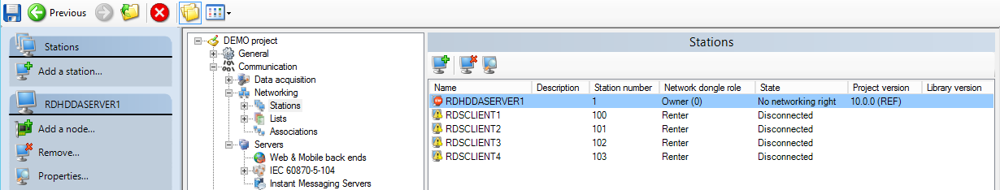 Previous
Stations
Add a station...
RDHDDASERVER1
Add a node...
Remove...
Properties...
DEMO project
General
Communication
Data acquisition
Networking
Stations
Lists
Associations
Servers
Web & Mobile back ends
IEC 60870-5-104
Instant Messaging Servers
Stations
Name Description Station number Network dongle role State Project version Library version
RDHDDASERVER1 1 Owner (0) No networking right 10.0.0 (REF)
RDSCLIENT1 100 Renter Disconnected
RDSCLIENT2 101 Renter Disconnected
RDSCLIENT3 102 Renter Disconnected
RDSCLIENT4 103 Renter Disconnected